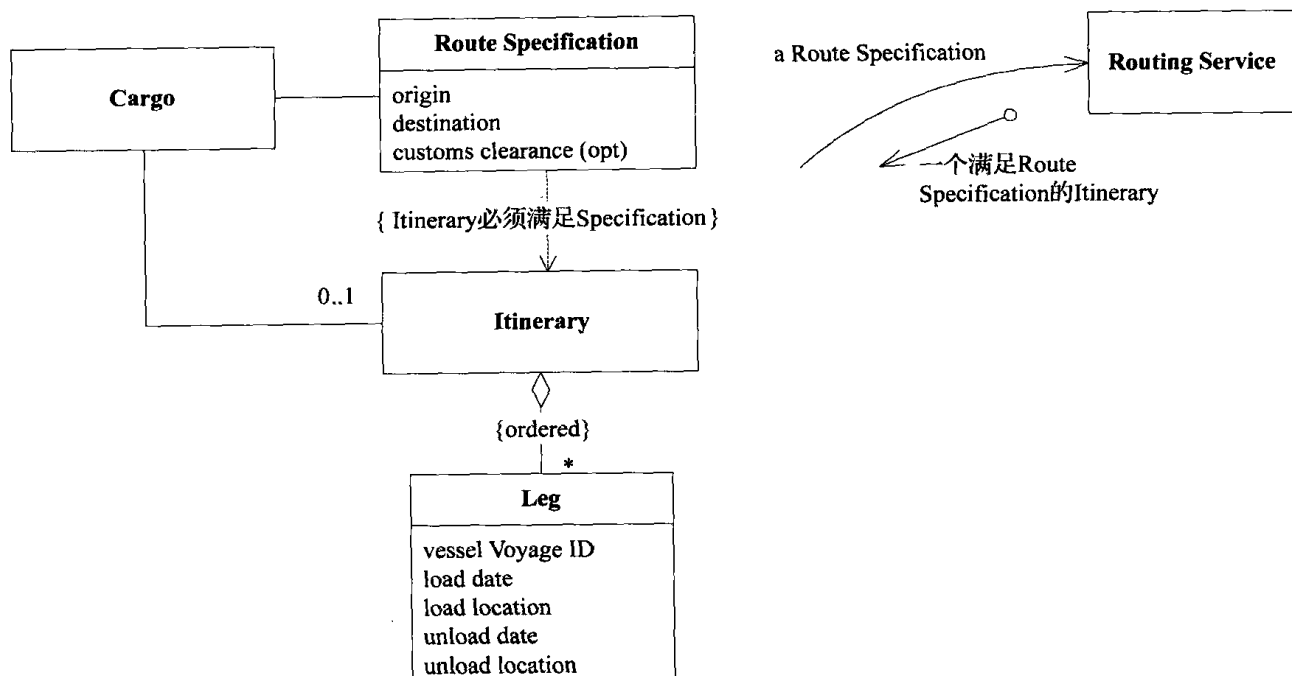 Cargo
Route Specification
origin
destination
customs clearance (opt)
a Route Specification
Routing Service
一个满足Route
Specification的Itinerary
{ Itinerary必须满足Specification}
0..1
Itinerary
{ordered}
*
Leg
vessel Voyage ID
load date
load location
unload date
unload location